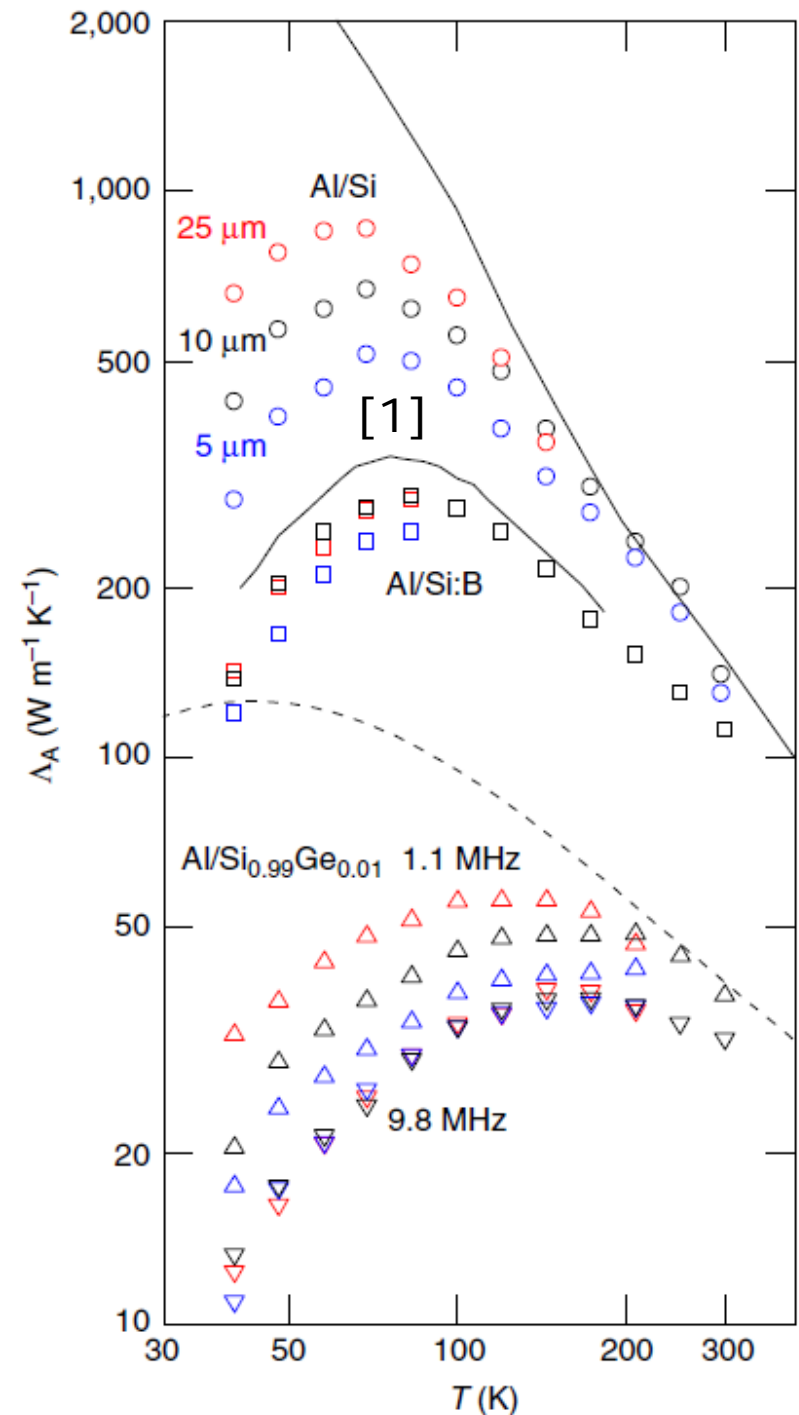 2,000
1,000
500
200
100
50
20
10
Λ_A (W m⁻¹ K⁻¹)
Al/Si
25 μm
10 μm
5 μm
[1]
Al/Si:B
Al/Si₀.₉₉Ge₀.₀₁ 1.1 MHz
9.8 MHz
30 50 100 200 300
T (K)